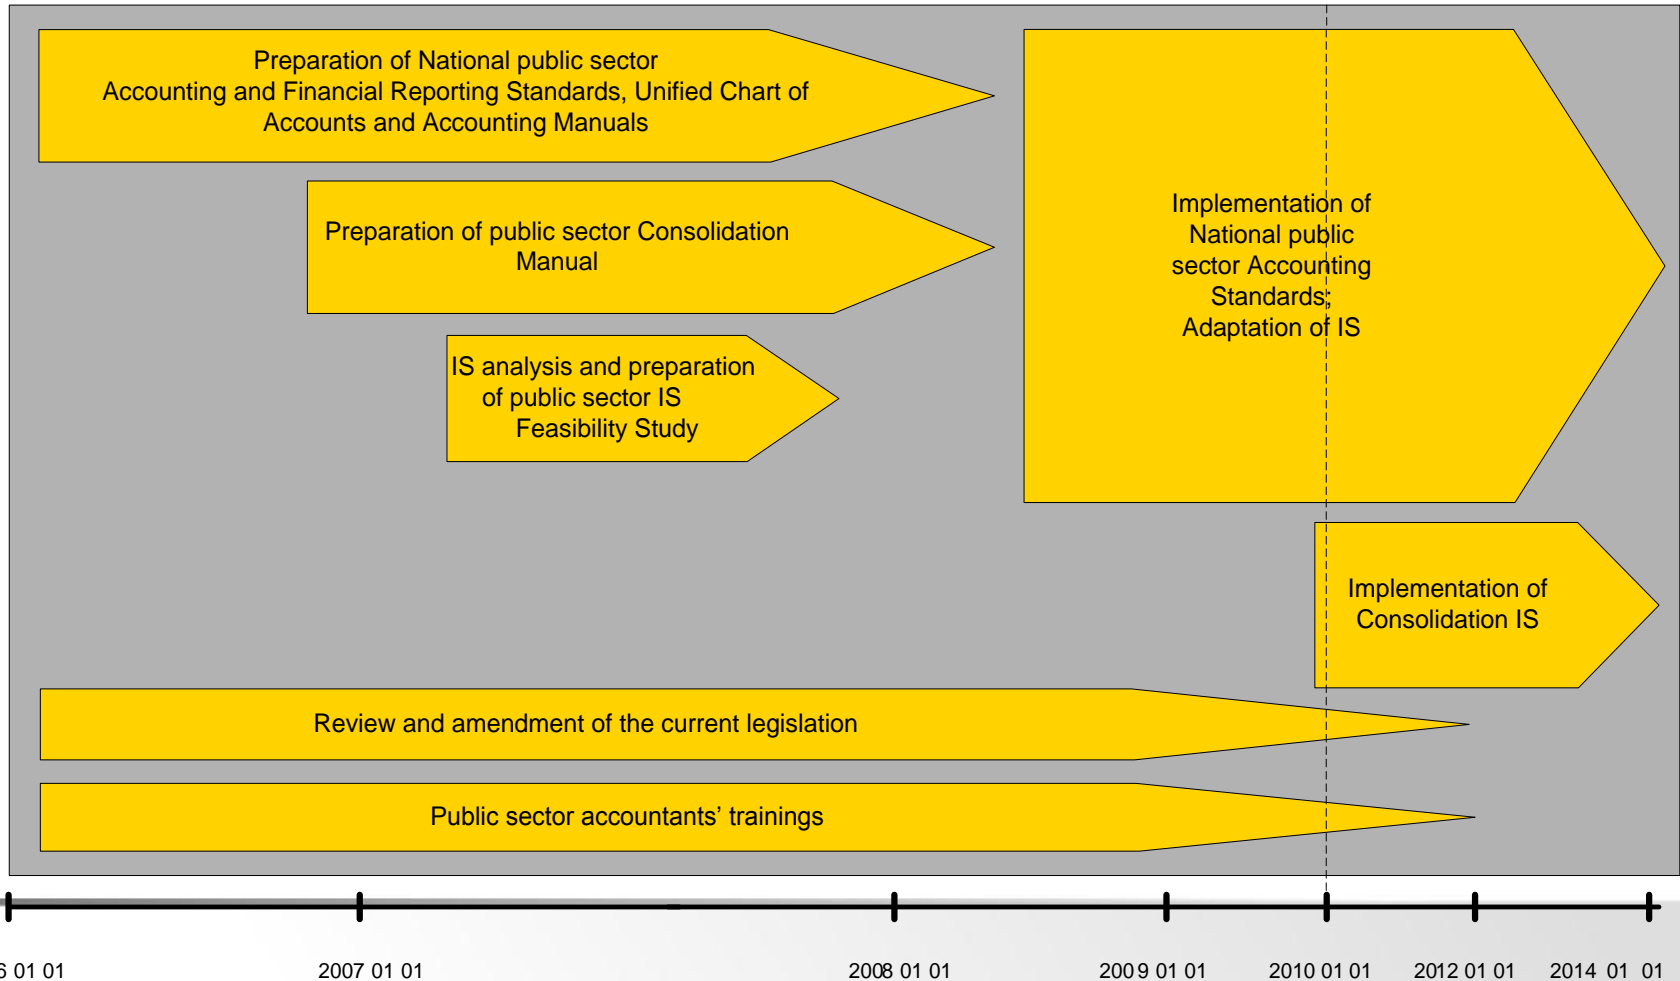 Preparation of National public sector
Accounting and Financial Reporting Standards, Unified Chart of
Accounts and Accounting Manuals
Preparation of public sector Consolidation
Manual
IS analysis and preparation
of public sector IS
Feasibility Study
Implementation of
National public
sector Accounting
Standards;
Adaptation of IS
Implementation of
Consolidation IS
Review and amendment of the current legislation
Public sector accountants’ trainings
6 01 01
2007 01 01
2008 01 01
2009 01 01
2010 01 01
2012 01 01
2014 01 01